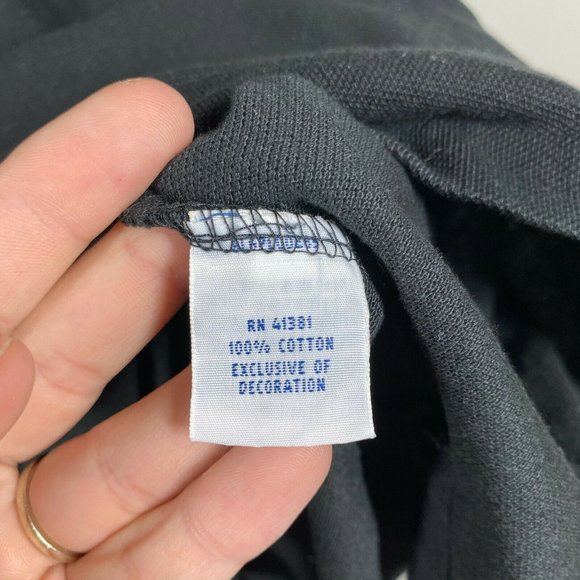 RN 41381
100% COTTON
EXCLUSIVE OF
DECORATION